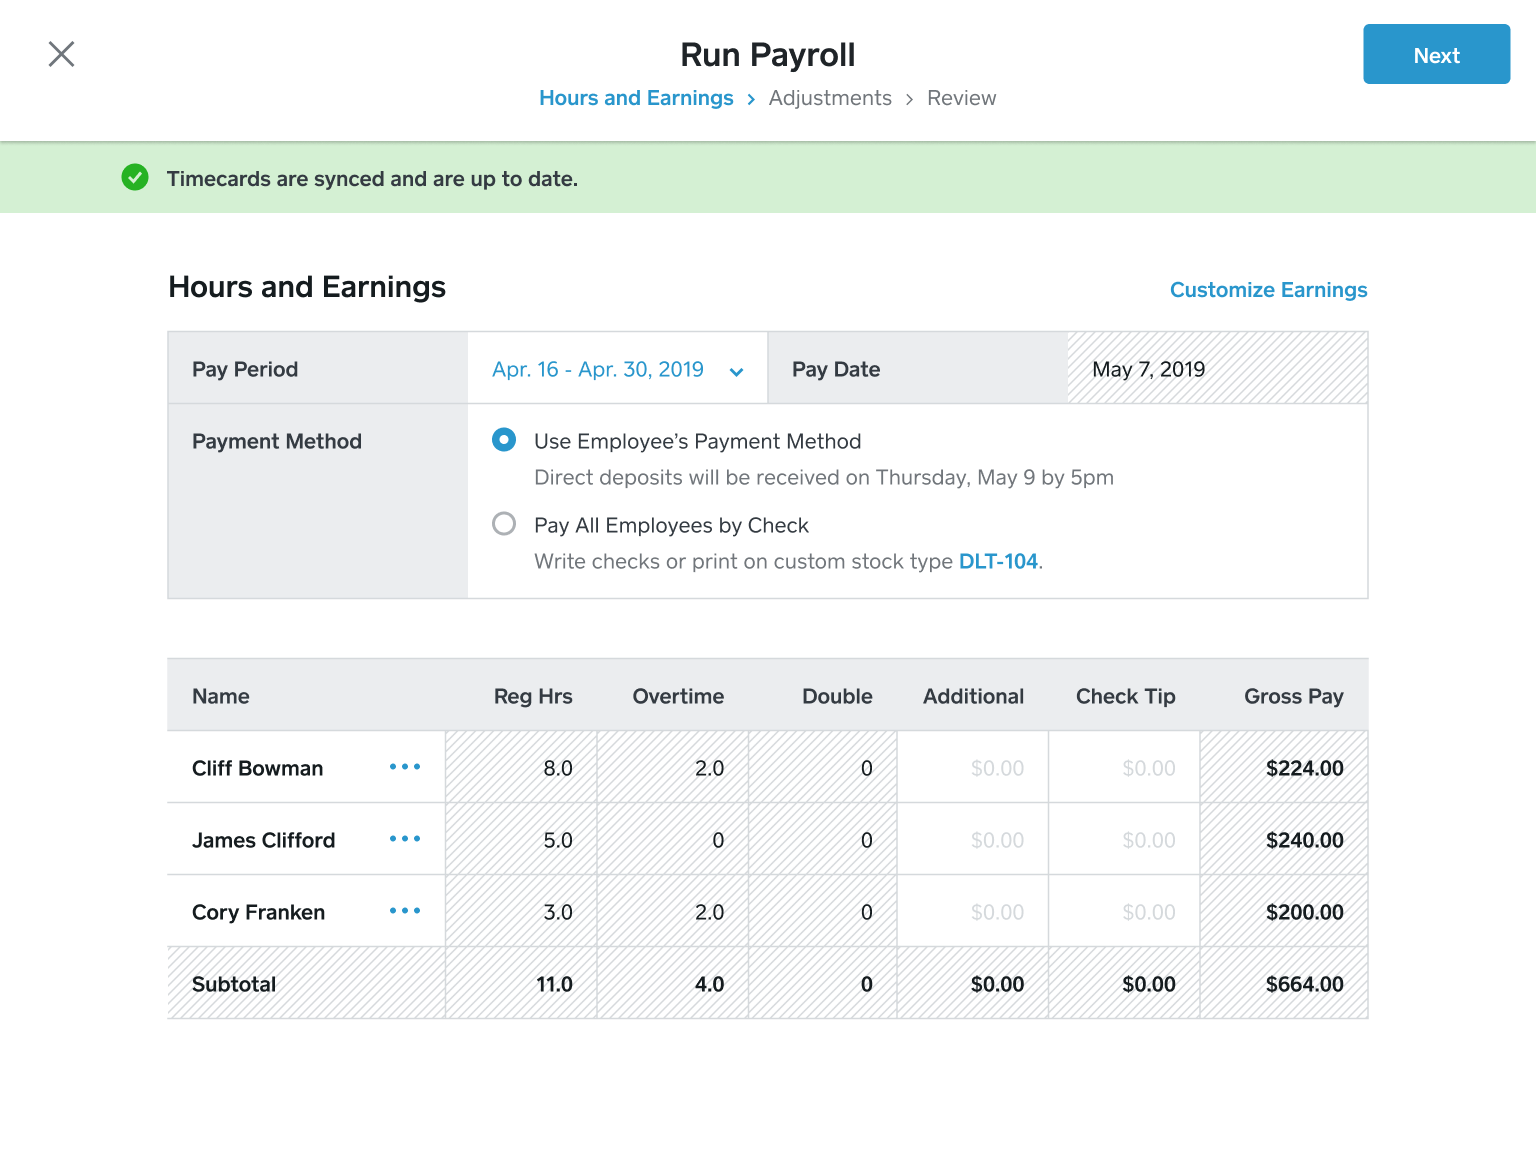 Run Payroll
Next
Hours and Earnings › Adjustments › Review
Timecards are synced and are up to date.
Hours and Earnings
Customize Earnings
Pay Period Apr. 16 - Apr. 30, 2019 Pay Date May 7, 2019
Payment Method Use Employee’s Payment Method
Direct deposits will be received on Thursday, May 9 by 5pm
Pay All Employees by Check
Write checks or print on custom stock type DLT-104.
Name Reg Hrs Overtime Double Additional Check Tip Gross Pay
Cliff Bowman ••• 8.0 2.0 0 $0.00 $0.00 $224.00
James Clifford ••• 5.0 0 0 $0.00 $0.00 $240.00
Cory Franken ••• 3.0 2.0 0 $0.00 $0.00 $200.00
Subtotal 11.0 4.0 0 $0.00 $0.00 $664.00